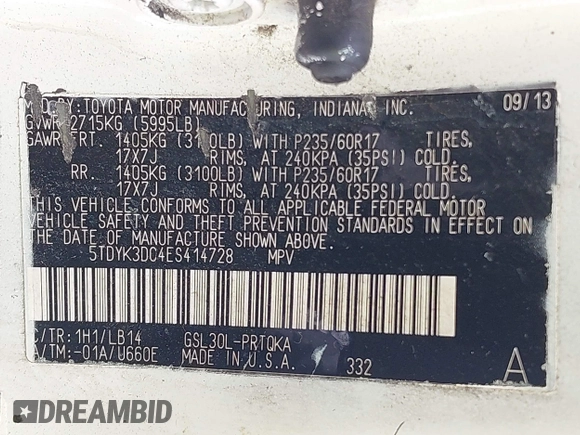 MFD. BY: TOYOTA MOTOR MANUFACTURING, INDIANA, INC. 09/13
GVWR 2715KG (5995LB)
GAWR FRT. 1405KG (3100LB) WITH P235/60R17 TIRES,
17X7J RIMS, AT 240KPA (35PSI) COLD.
RR. 1405KG (3100LB) WITH P235/60R17 TIRES,
17X7J RIMS, AT 240KPA (35PSI) COLD.
THIS VEHICLE CONFORMS TO ALL APPLICABLE FEDERAL MOTOR
VEHICLE SAFETY AND THEFT PREVENTION STANDARDS IN EFFECT ON
THE DATE OF MANUFACTURE SHOWN ABOVE.
5TDYK3DC4ES414728 MPV
C/TR: 1H1/LB14 GSL30L-PRTQKA
A/TM: -01A/U660E MADE IN U.S.A. 332 A
DREAMBID